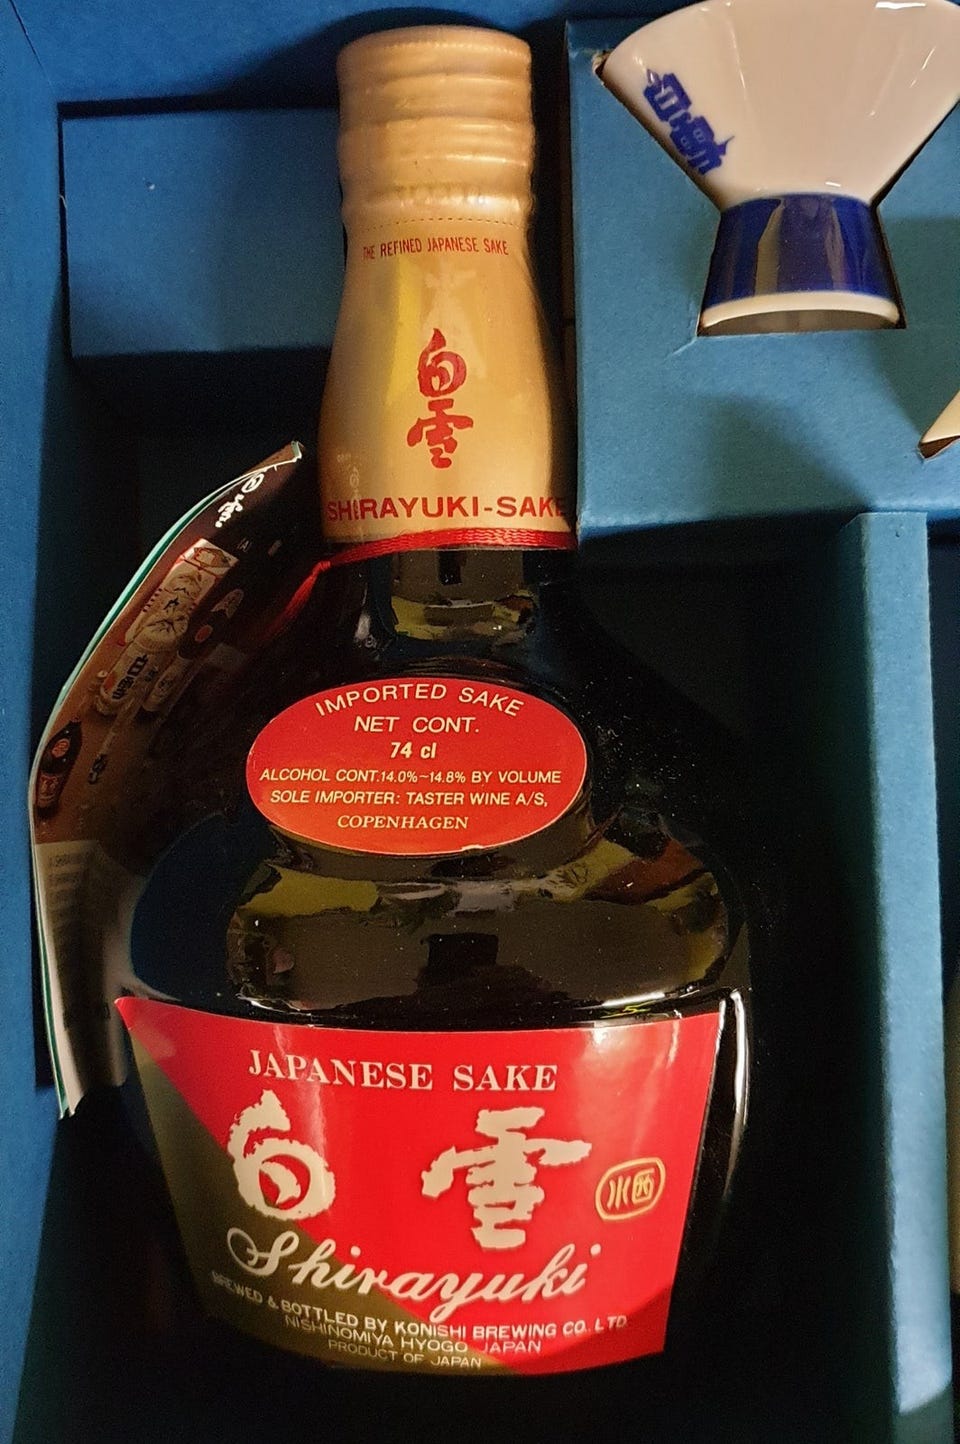 THE REFINED JAPANESE SAKE
白雪
SHIRAYUKI-SAKE
IMPORTED SAKE
NET CONT.
74 cl
ALCOHOL CONT.14.0%~14.8% BY VOLUME
SOLE IMPORTER: TASTER WINE A/S,
COPENHAGEN
JAPANESE SAKE
白雪
Shirayuki
BREWED & BOTTLED BY KONISHI BREWING CO. LTD.
NISHINOMIYA HYOGO JAPAN
PRODUCT OF JAPAN
白雪